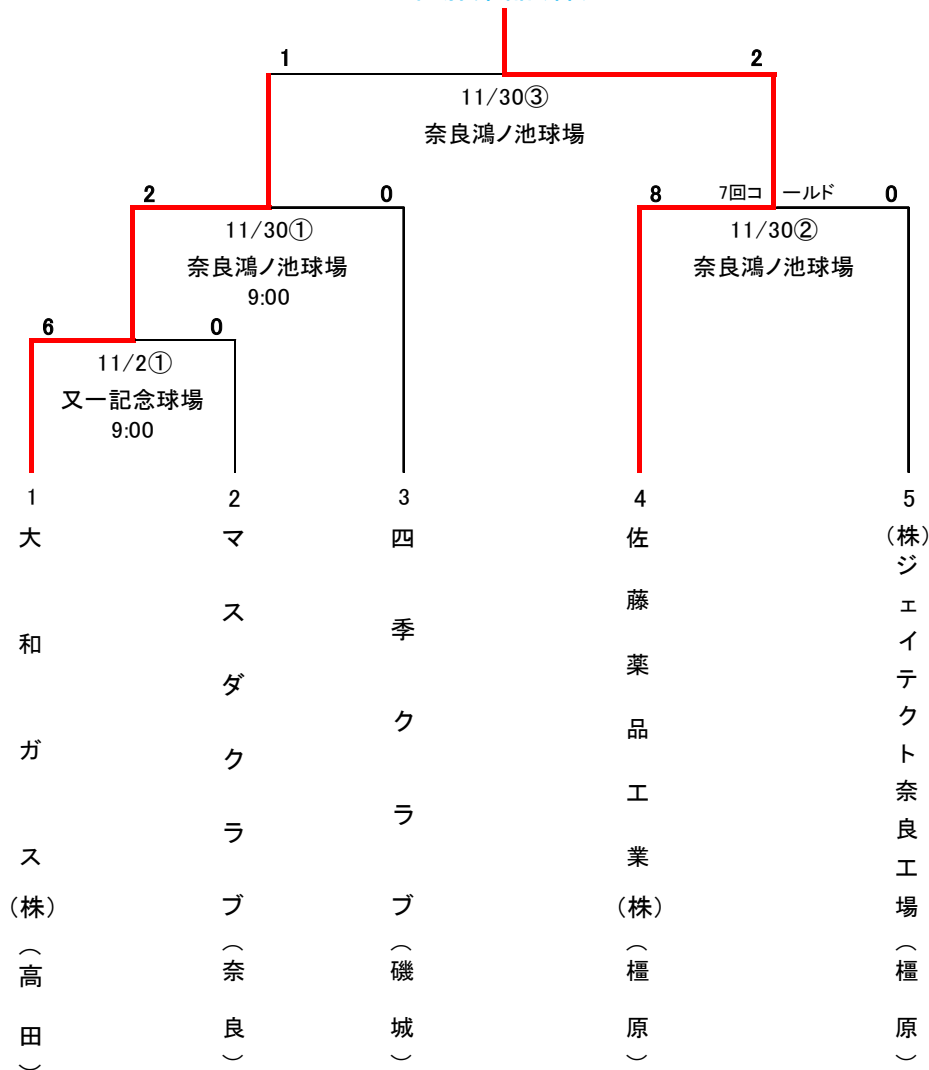 1
2
11/30③
奈良鴻ノ池球場
2
0
8
7回コールド
0
11/30①
奈良鴻ノ池球場
9:00
11/30②
奈良鴻ノ池球場
6
0
11/2①
又一記念球場
9:00
1
2
3
4
5
大和ガス(株)(高田)
マスダクラブ(奈良)
四季クラブ(磯城)
佐藤薬品工業(株)(橿原)
(株)ジェイテクト奈良工場(橿原)